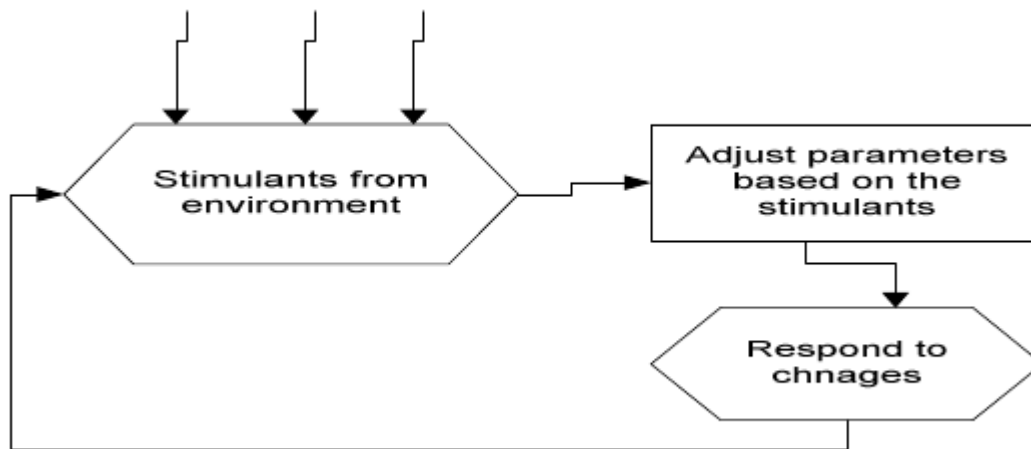 Stimulants from
environment
Adjust parameters
based on the
stimulants
Respond to
chnages